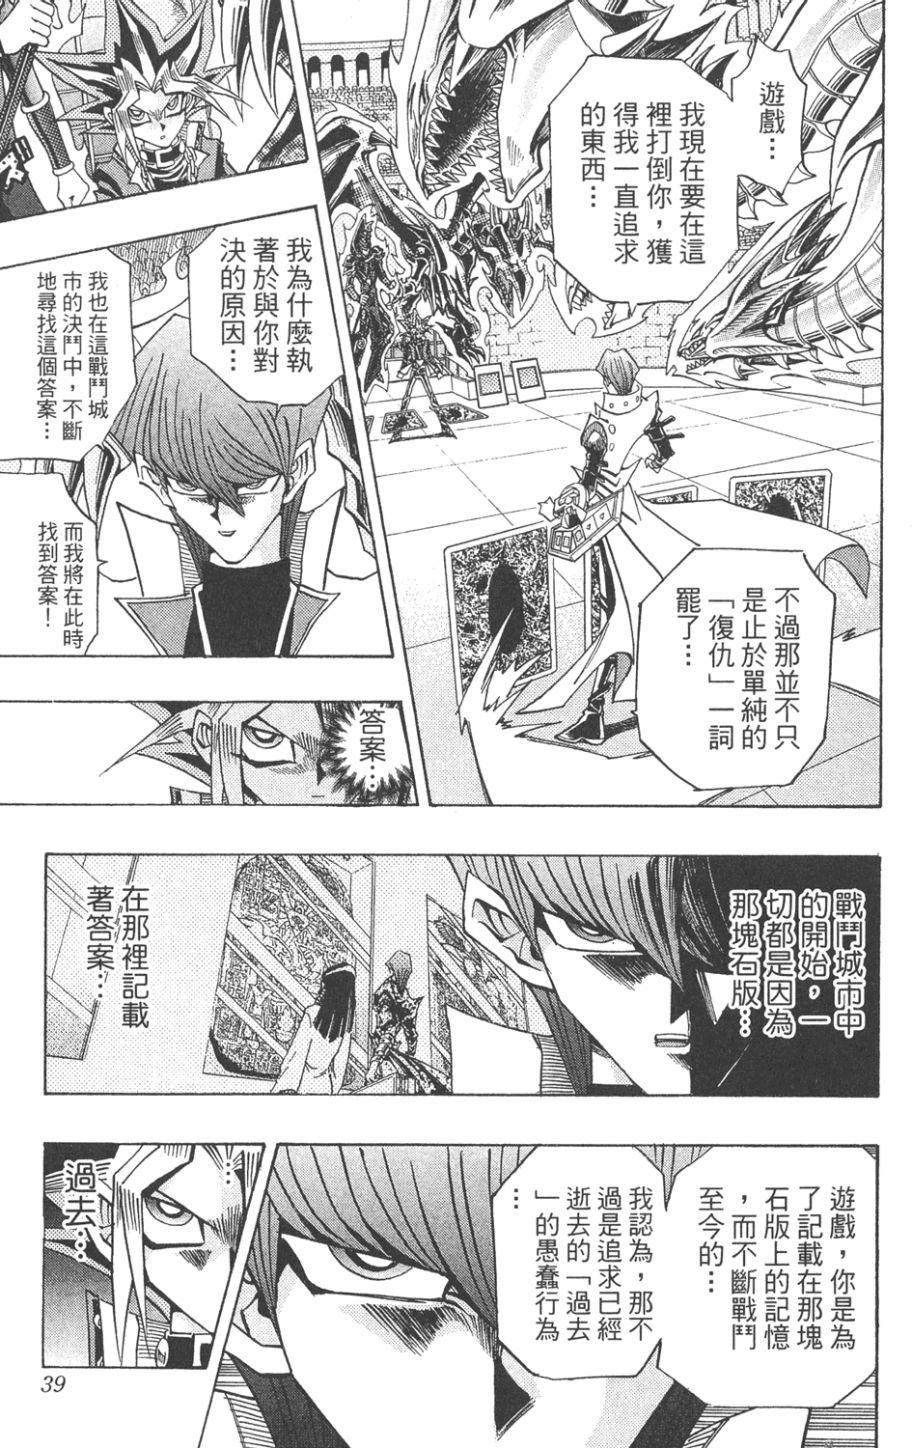 遊戲…
我現在要在這
裡打倒你，獲
得我一直追求
的東西…
不過那並不只
是止於單純的
「復仇」一詞
罷了…
我為什麼執
著於與你對
決的原因…
我也在這戰鬥城
市的決鬥中，不斷
地尋找這個答案…
而我將在此時
找到答案！
答案…
戰鬥城市中
的開始，一
切都是因為
那塊石版…
在那裡記載
著答案…
遊戲，你是為
了記載在那塊
石版上的記憶
，而不斷戰鬥
至今的…
我認為，那不
過是追求已經
逝去的「過去
」的愚蠢行為
…
…
過去…
39